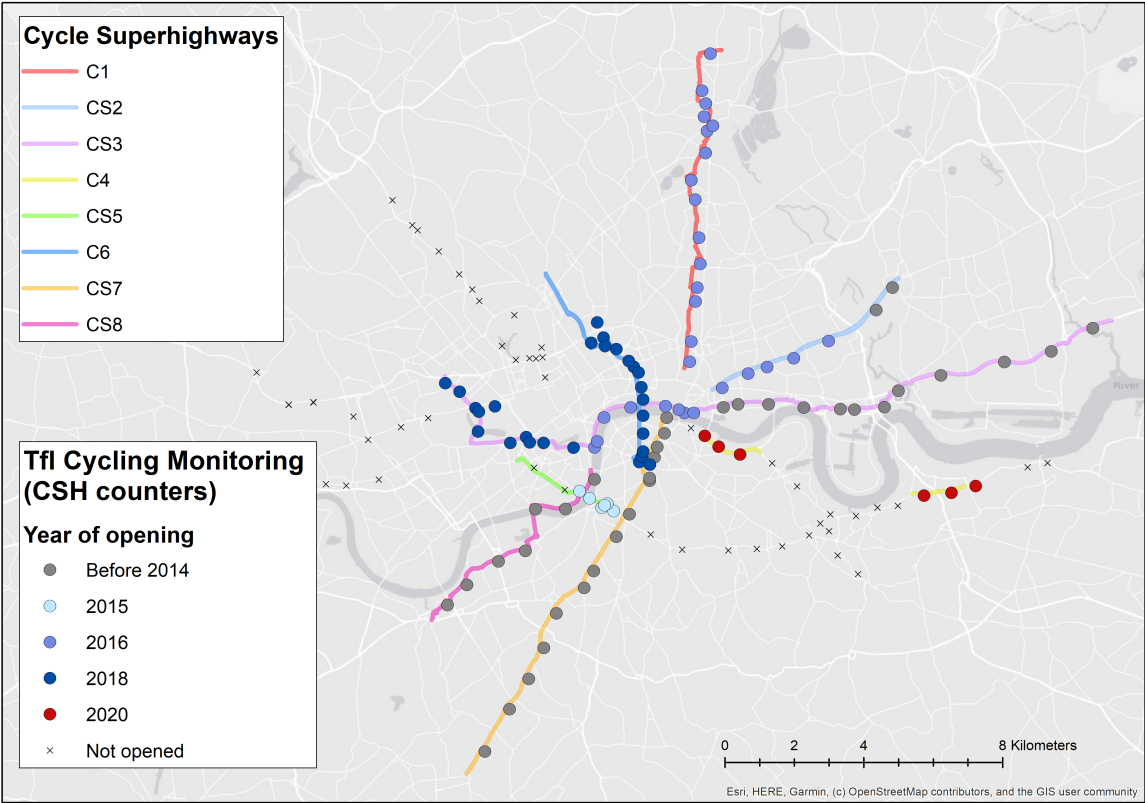 Cycle Superhighways
C1
CS2
CS3
C4
CS5
C6
CS7
CS8
River
Tfl Cycling Monitoring
(CSH counters)
Year of opening
Before 2014
2015
2016
2018
2020
Not opened
0 2 4 8 Kilometers
Esri, HERE, Garmin, (c) OpenStreetMap contributors, and the GIS user community